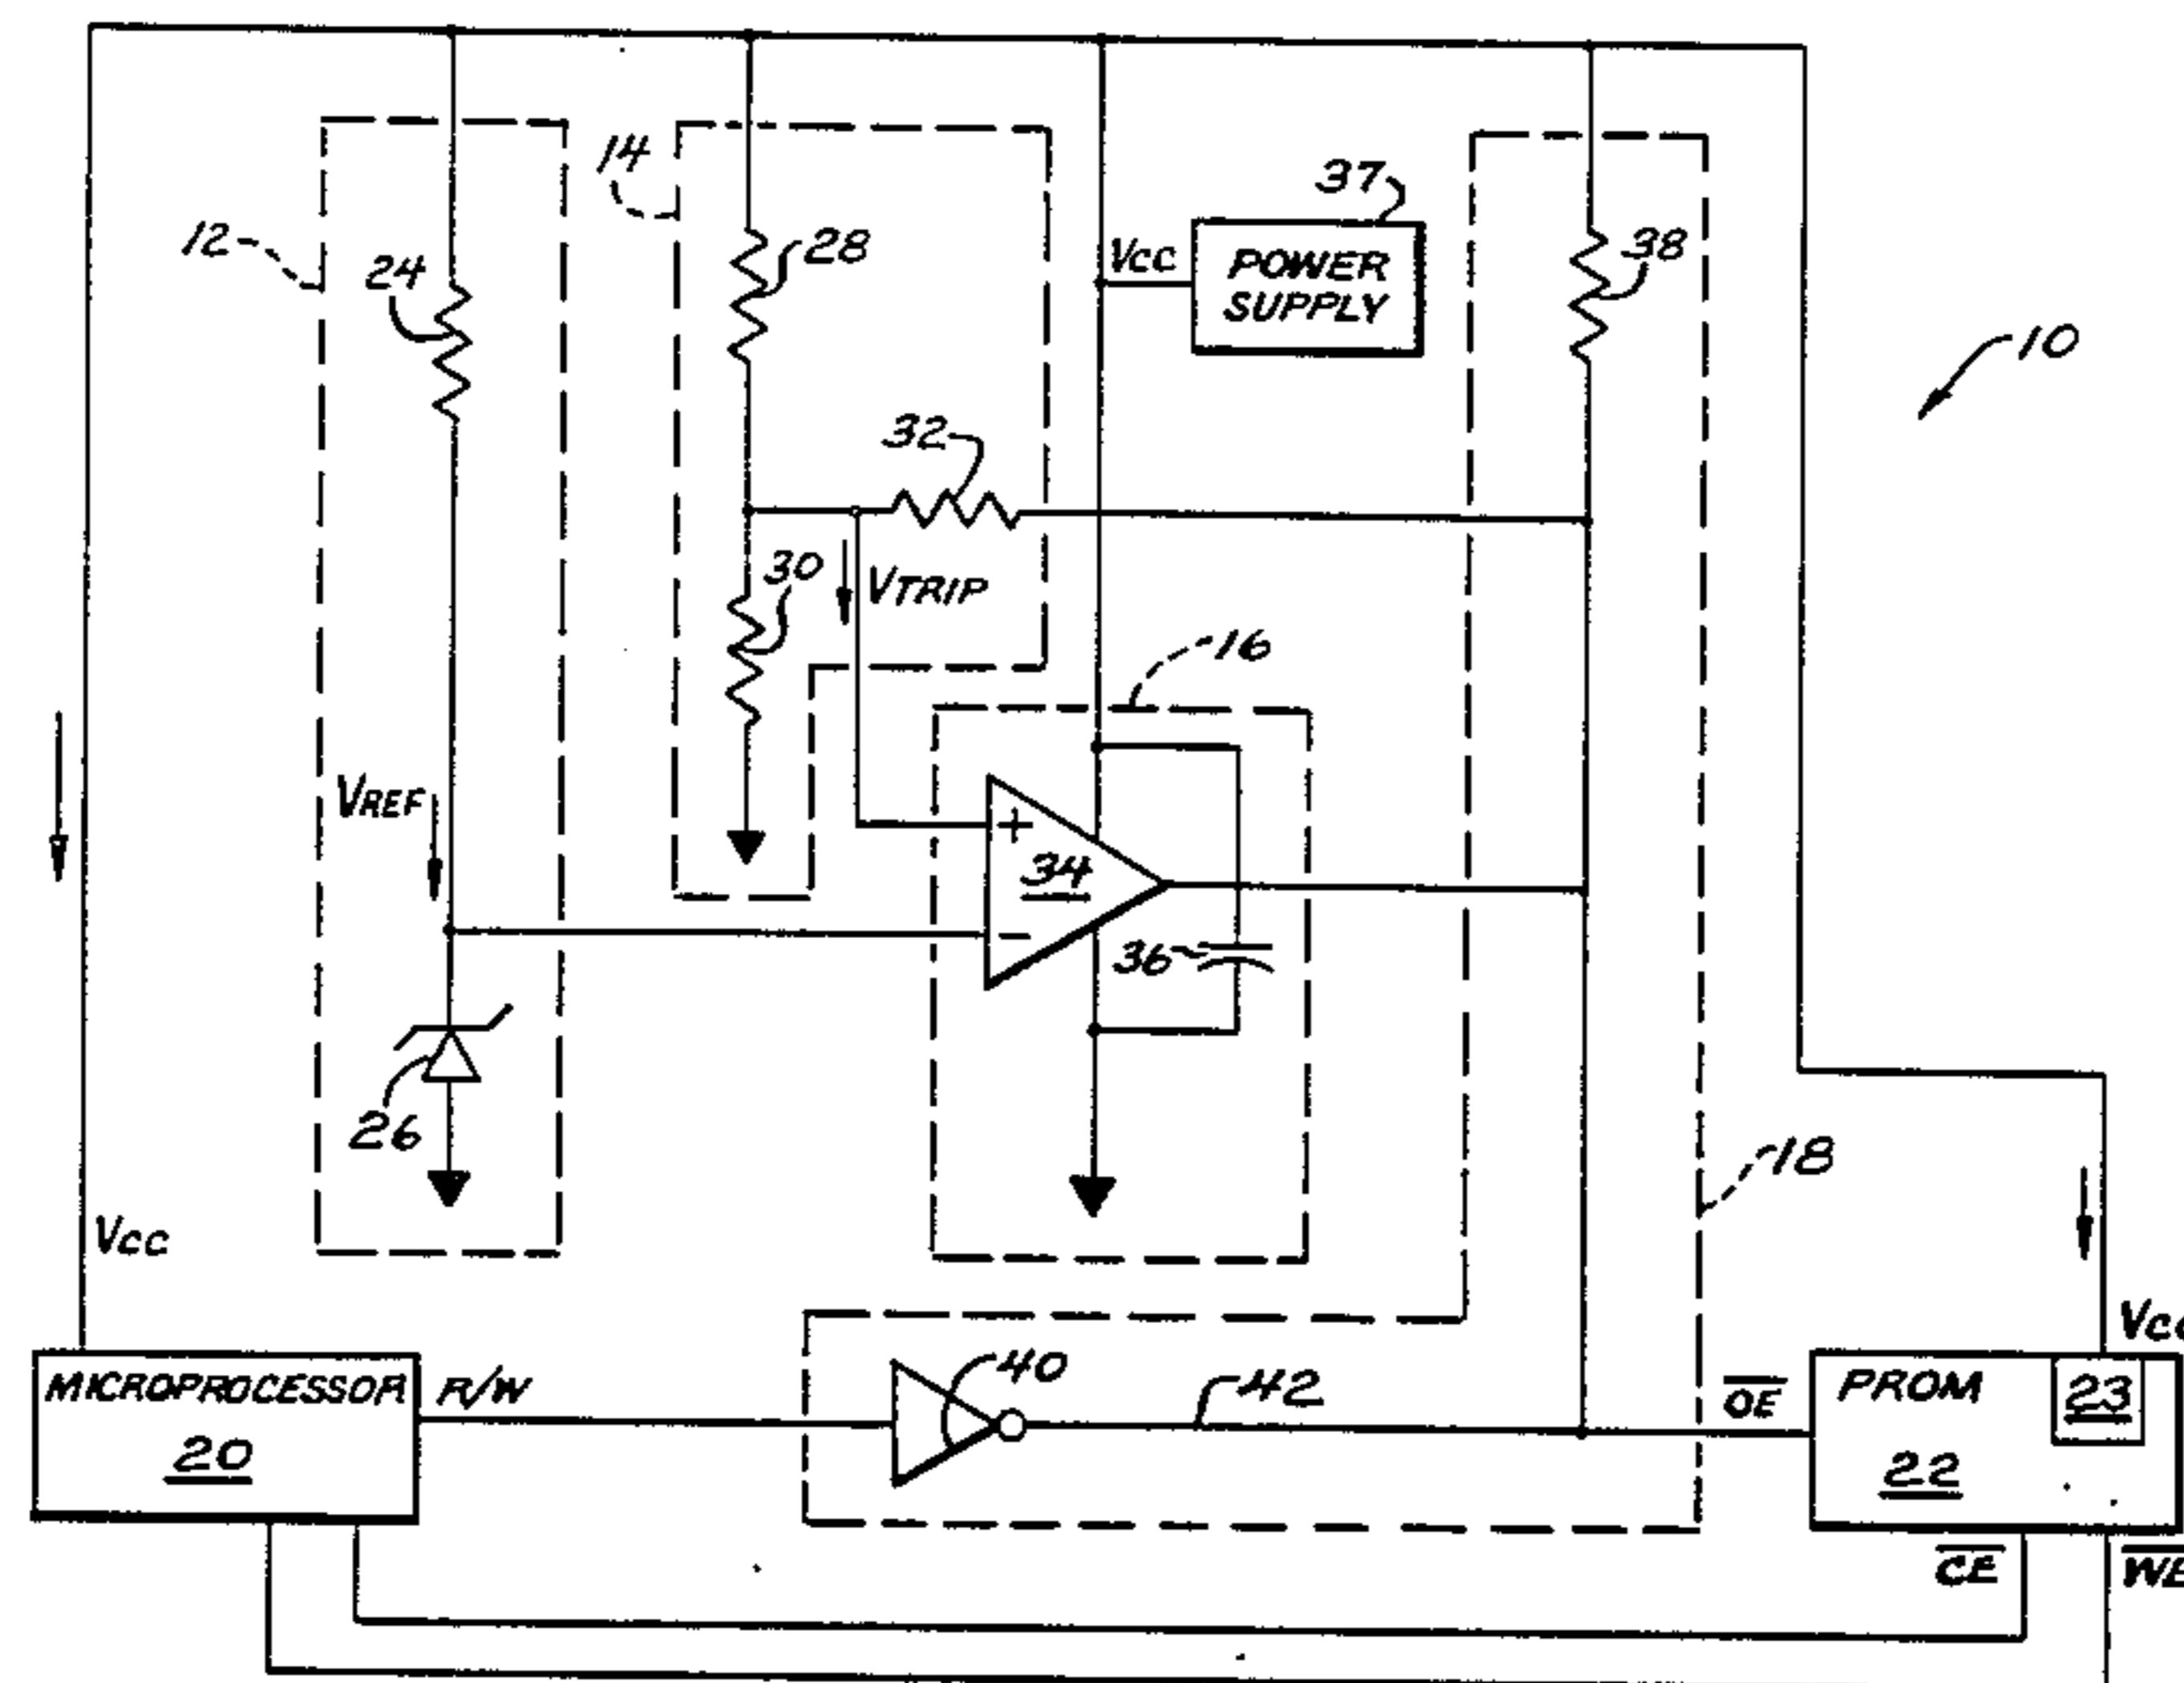 14
37
12
24
28
VCC
POWER
SUPPLY
38
10
32
30
VTRIP
16
VREF
34
36
26
18
VCC
VCC
MICROPROCESSOR
20
R/W
40
42
OE
PROM
23
22
CE
WE